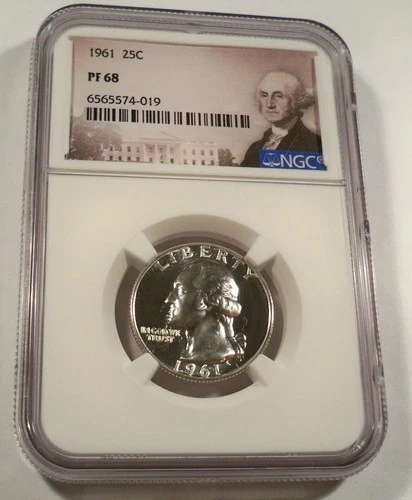 1961 25C
PF 68
6565574-019
NGC®
LIBERTY
IN GOD WE
TRUST
1961